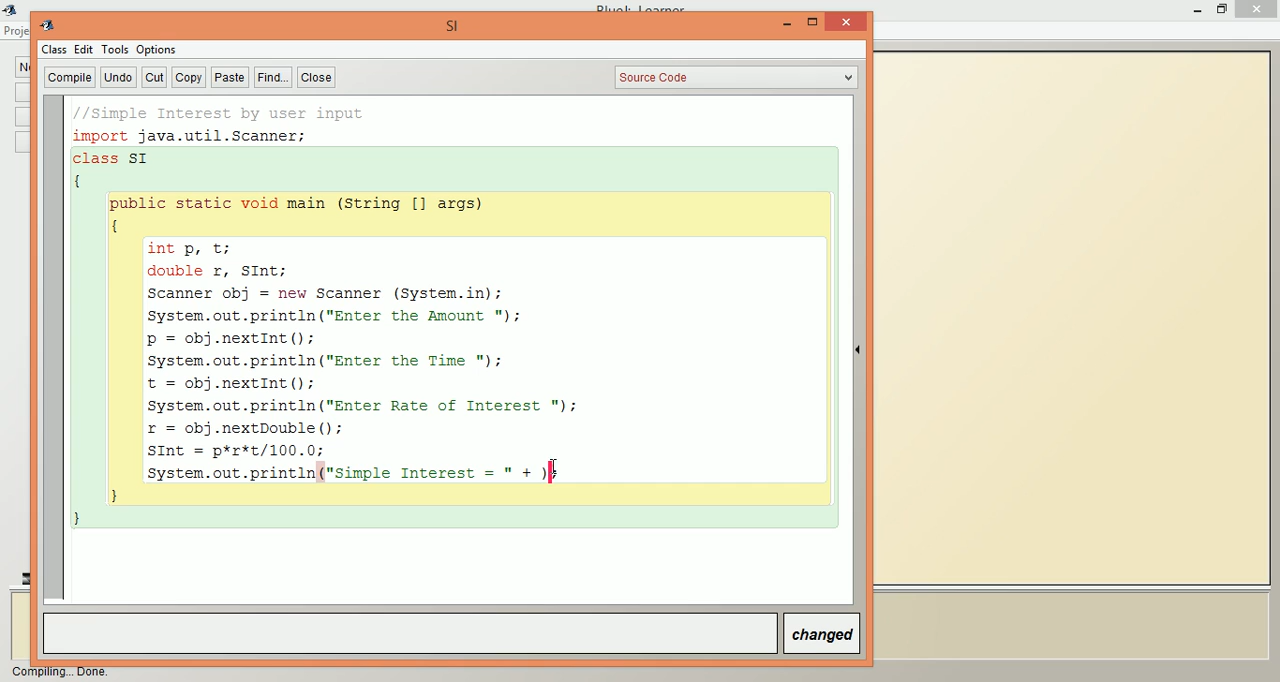 BlueJ: Learner
Proje
SI
Class Edit Tools Options
Compile Undo Cut Copy Paste Find... Close Source Code
//Simple Interest by user input
import java.util.Scanner;
class SI
{
public static void main (String [] args)
{
int p, t;
double r, SInt;
Scanner obj = new Scanner (System.in);
System.out.println("Enter the Amount ");
p = obj.nextInt();
System.out.println("Enter the Time ");
t = obj.nextInt();
System.out.println("Enter Rate of Interest ");
r = obj.nextDouble();
SInt = p*r*t/100.0;
System.out.println("Simple Interest = " + );
}
}
changed
Compiling... Done.